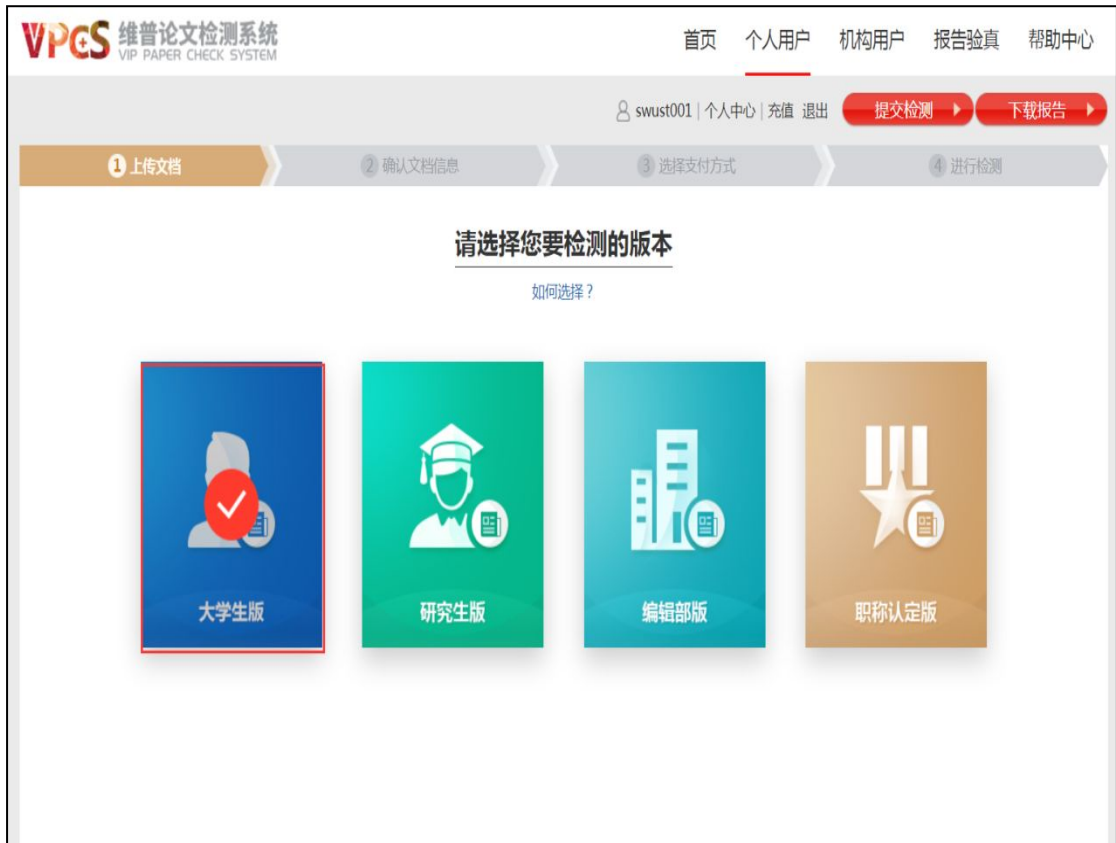 VPCS 维普论文检测系统
VIP PAPER CHECK SYSTEM
首页 个人用户 机构用户 报告验真 帮助中心
swust001 | 个人中心 | 充值 退出 提交检测 下载报告
1 上传文档 2 确认文档信息 3 选择支付方式 4 进行检测
请选择您要检测的版本
如何选择？
大学生版 研究生版 编辑部版 职称认定版